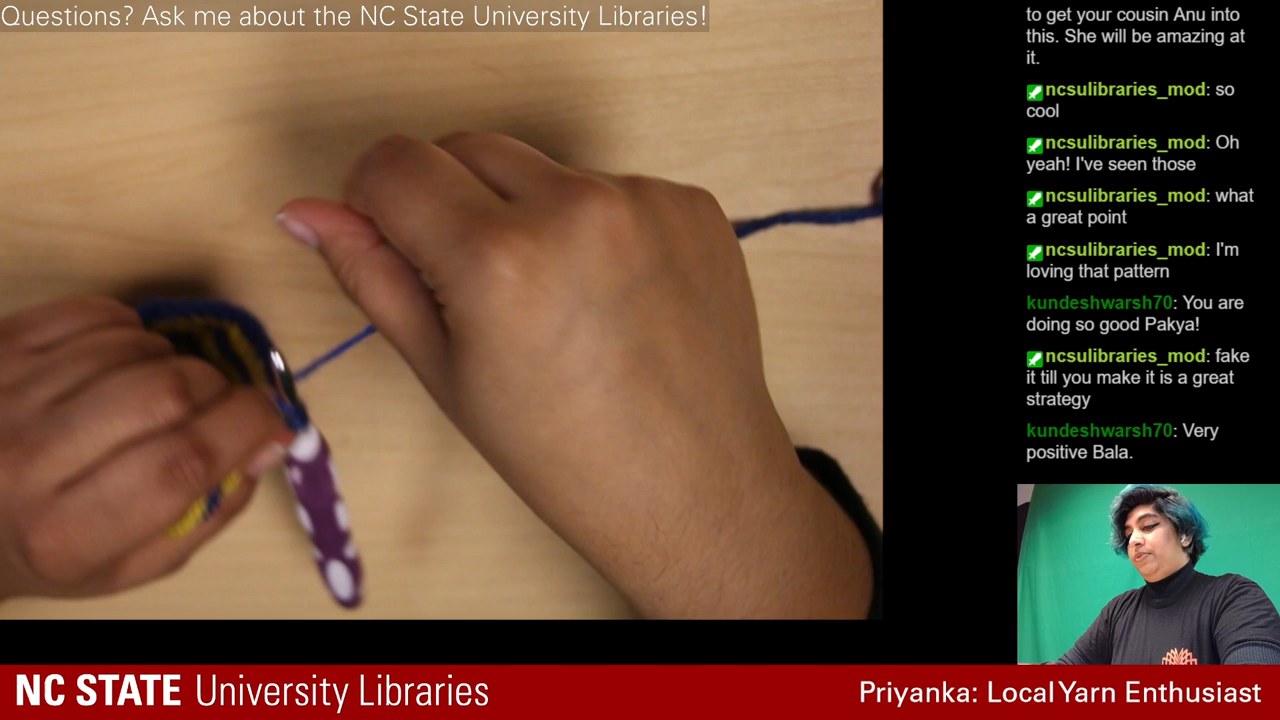 Questions? Ask me about the NC State University Libraries!
to get your cousin Anu into
this. She will be amazing at
it.
ncsulibraries_mod: so
cool
ncsulibraries_mod: Oh
yeah! I've seen those
ncsulibraries_mod: what
a great point
ncsulibraries_mod: I'm
loving that pattern
kundeshwarsh70: You are
doing so good Pakya!
ncsulibraries_mod: fake
it till you make it is a great
strategy
kundeshwarsh70: Very
positive Bala.
NC STATE University Libraries
Priyanka: Local Yarn Enthusiast